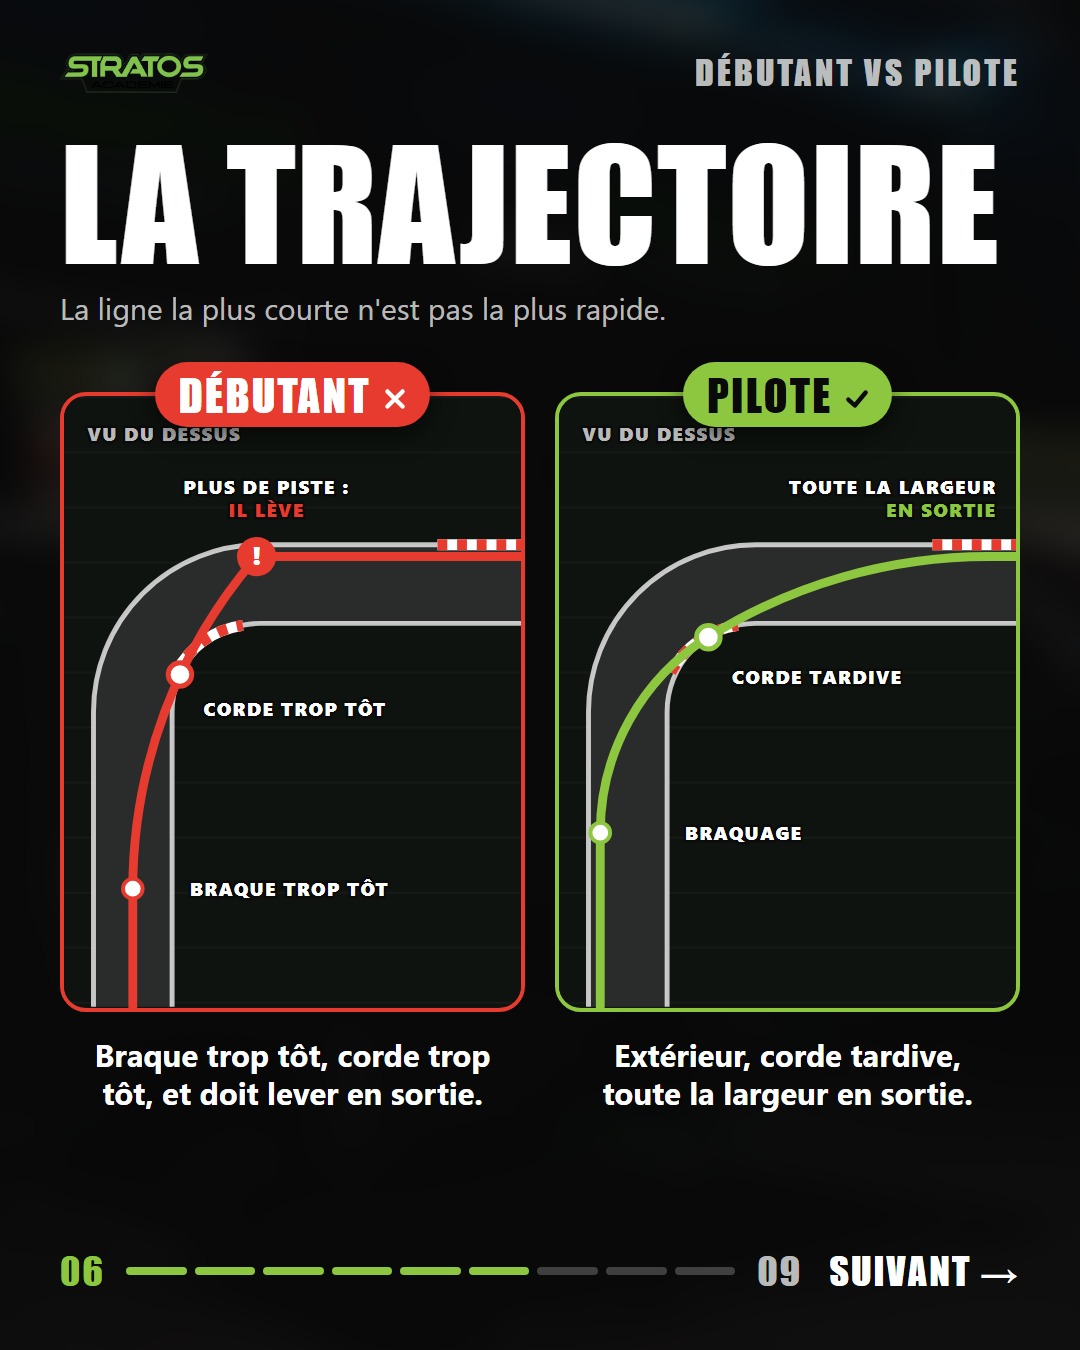 STRATOS
ACADEMIE
DÉBUTANT VS PILOTE
LA TRAJECTOIRE
La ligne la plus courte n'est pas la plus rapide.
DÉBUTANT ×
VU DU DESSUS
PLUS DE PISTE :
IL LÈVE
!
CORDE TROP TÔT
BRAQUE TROP TÔT
Braque trop tôt, corde trop
tôt, et doit lever en sortie.
PILOTE ✓
VU DU DESSUS
TOUTE LA LARGEUR
EN SORTIE
CORDE TARDIVE
BRAQUAGE
Extérieur, corde tardive,
toute la largeur en sortie.
06
09
SUIVANT →